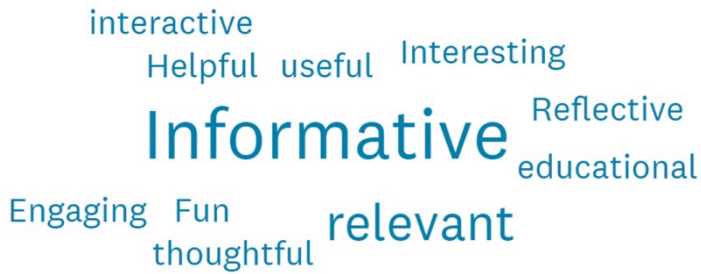 interactive
Helpful useful Interesting
Informative
Reflective
educational
Engaging Fun relevant
thoughtful